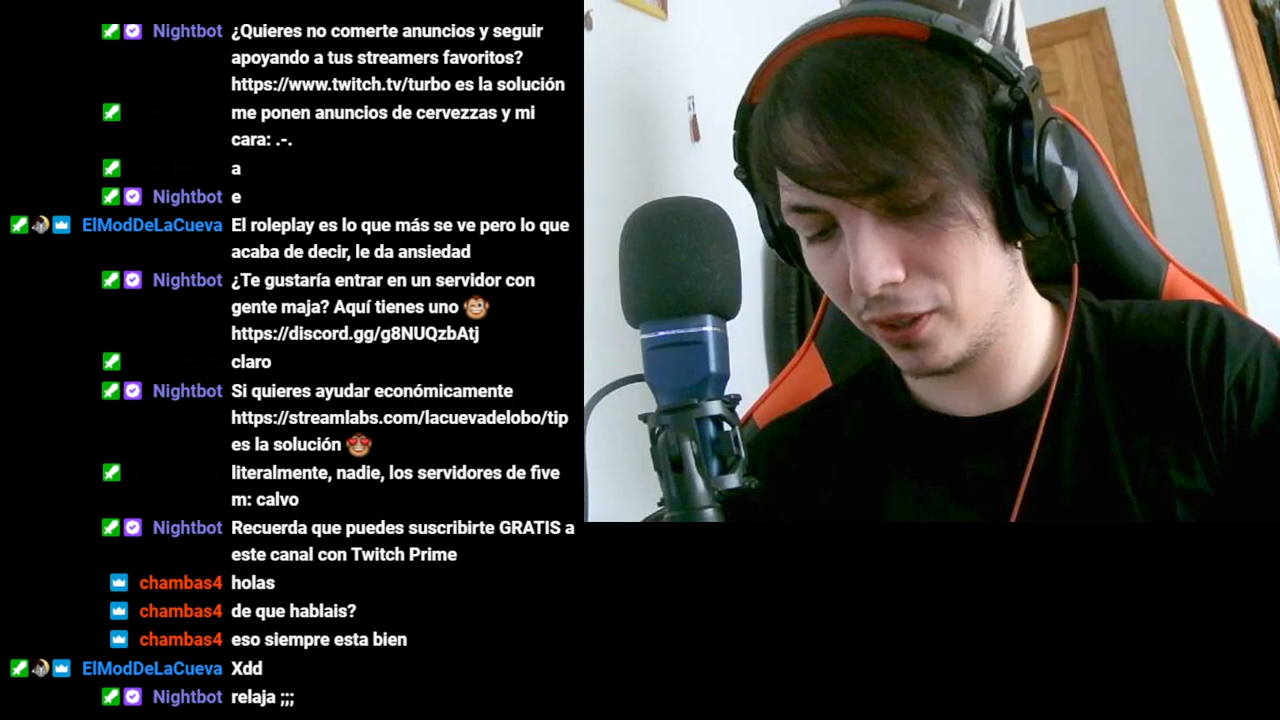 Nightbot ¿Quieres no comerte anuncios y seguir
apoyando a tus streamers favoritos?
https://www.twitch.tv/turbo es la solución
me ponen anuncios de cervezzas y mi
cara: .-.
a
Nightbot e
ElModDeLaCueva El roleplay es lo que más se ve pero lo que
acaba de decir, le da ansiedad
Nightbot ¿Te gustaría entrar en un servidor con
gente maja? Aquí tienes uno 🐵
https://discord.gg/g8NUQzbAtj
claro
Nightbot Si quieres ayudar económicamente
https://streamlabs.com/lacuevadelobo/tip
es la solución 😍
literalmente, nadie, los servidores de five
m: calvo
Nightbot Recuerda que puedes suscribirte GRATIS a
este canal con Twitch Prime
chambas4 holas
chambas4 de que hablais?
chambas4 eso siempre esta bien
ElModDeLaCueva Xdd
Nightbot relaja ;;;